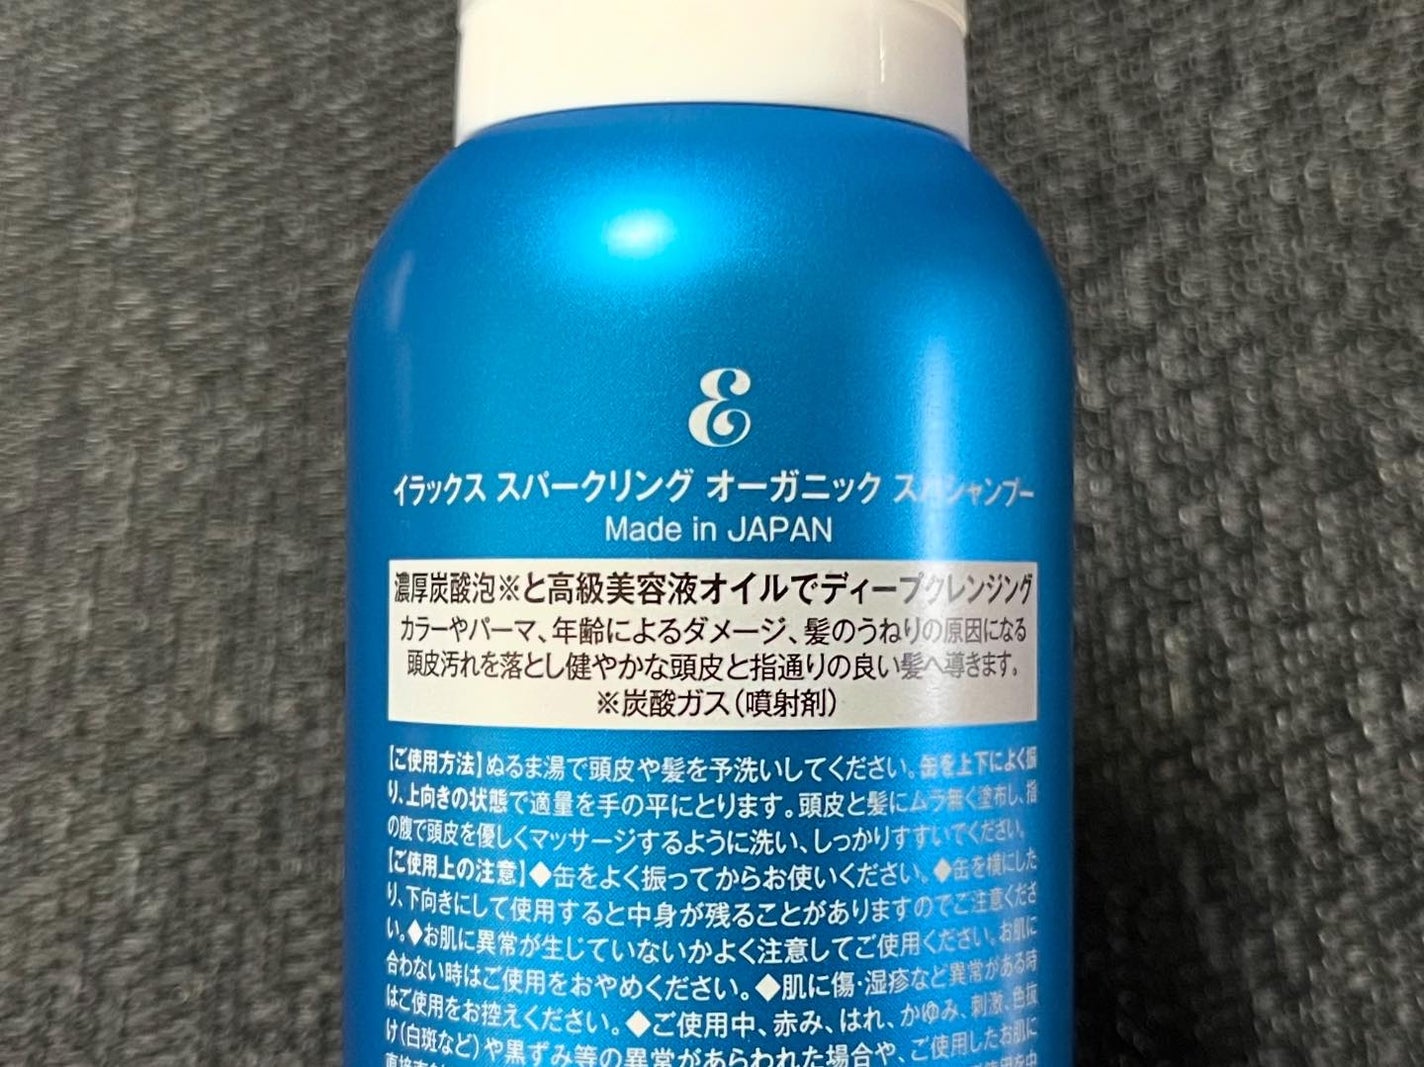 ε
イラックス スパークリング オーガニック スパシャンプー
Made in JAPAN
濃厚炭酸泡※と高級美容液オイルでディープクレンジング
カラーやパーマ、年齢によるダメージ、髪のうねりの原因になる
頭皮汚れを落とし健やかな頭皮と指通りの良い髪へ導きます。
※炭酸ガス(噴射剤)
【ご使用方法】ぬるま湯で頭皮や髪を予洗いしてください。缶を上下によく振
り、上向きの状態で適量を手の平にとります。頭皮と髪にムラ無く塗布し、指
の腹で頭皮を優しくマッサージするように洗い、しっかりすすいでください。
【ご使用上の注意】◆缶をよく振ってからお使いください。◆缶を横にした
り、下向きにして使用すると中身が残ることがありますのでご注意くださ
い。◆お肌に異常が生じていないかよく注意してご使用ください。お肌に
合わない時はご使用をおやめください。◆肌に傷・湿疹など異常がある時
はご使用をお控えください。◆ご使用中、赤み、はれ、かゆみ、刺激、色抜
け(白斑など)や黒ずみ等の異常があらわれた場合や、ご使用したお肌に